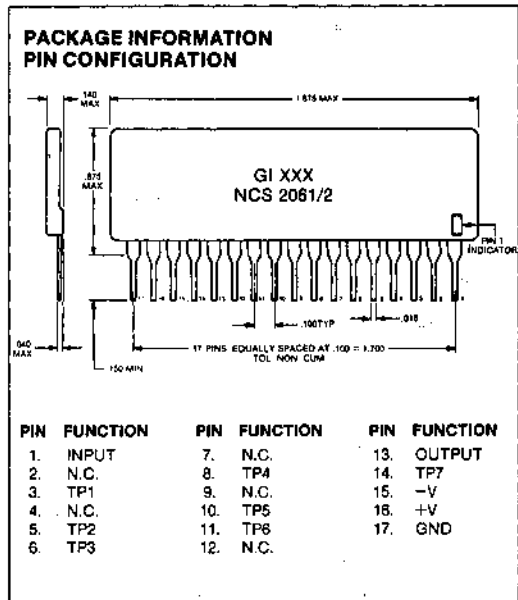 PACKAGE INFORMATION
PIN CONFIGURATION
.140
MAX
1.875 MAX
.875
MAX
GI XXX
NCS 2061/2
PIN 1
INDICATOR
.100TYP
.018
.040
MAX
17 PINS EQUALLY SPACED AT .100 = 1.700
TOL NON CUM
.150 MIN
PIN FUNCTION
1. INPUT
2. N.C.
3. TP1
4. N.C.
5. TP2
6. TP3
PIN FUNCTION
7. N.C.
8. TP4
9. N.C.
10. TP5
11. TP6
12. N.C.
PIN FUNCTION
13. OUTPUT
14. TP7
15. −V
16. +V
17. GND